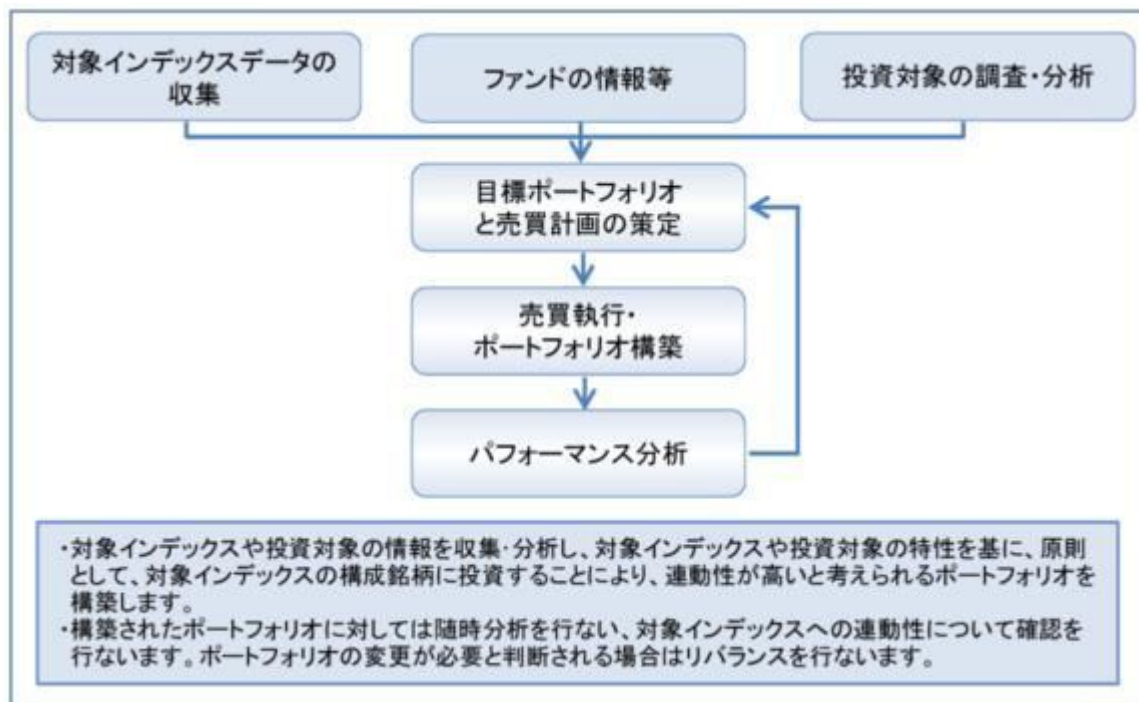 対象インデックスデータの
収集
ファンドの情報等
投資対象の調査・分析
目標ポートフォリオ
と売買計画の策定
売買執行・
ポートフォリオ構築
パフォーマンス分析
・対象インデックスや投資対象の情報を収集・分析し、対象インデックスや投資対象の特性を基に、原則
として、対象インデックスの構成銘柄に投資することにより、連動性が高いと考えられるポートフォリオを
構築します。
・構築されたポートフォリオに対しては随時分析を行ない、対象インデックスへの連動性について確認を
行ないます。ポートフォリオの変更が必要と判断される場合はリバランスを行ないます。